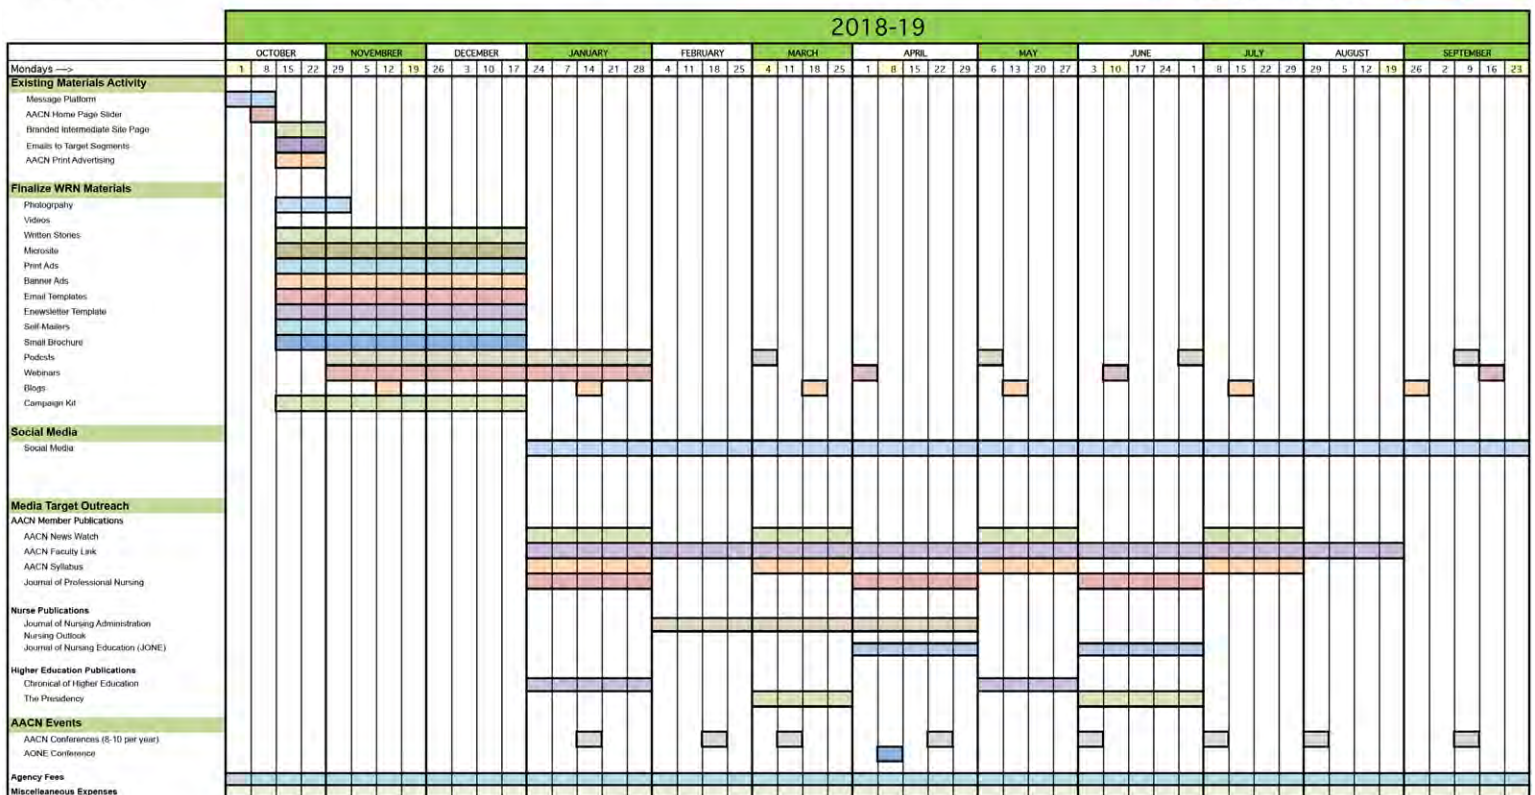 2018-19
OCTOBER NOVEMBRER DECEMBER JANUARY FEBRUARY MARCH APRIL MAY JUNE JULY AUGUST SEPTEMBER
Mondays ---> 1 8 15 22 29 5 12 19 26 3 10 17 24 7 14 21 28 4 11 18 25 4 11 18 25 1 8 15 22 29 6 13 20 27 3 10 17 24 1 8 15 22 29 29 5 12 19 26 2 9 16 23
Existing Materials Activity
Message Platform
AACN Home Page Slider
Branded Intermediate Site Page
Emails to Target Segments
AACN Print Advertising
Finalize WRN Materials
Photogrpahy
Videos
Written Stories
Microsite
Print Ads
Banner Ads
Email Templates
Enewsletter Template
Self-Mailers
Small Brochure
Podcsts
Webinars
Blogs
Campaign Kit
Social Media
Social Media
Media Target Outreach
AACN Member Publications
AACN News Watch
AACN Faculty Link
AACN Syllabus
Journal of Professional Nursing
Nurse Publications
Journal of Nursing Administration
Nursing Outlook
Journal of Nursing Education (JONE)
Higher Education Publications
Chronical of Higher Education
The Presidency
AACN Events
AACN Conferences (8-10 per year)
AONE Conference
Agency Fees
Miscelleaneous Expenses